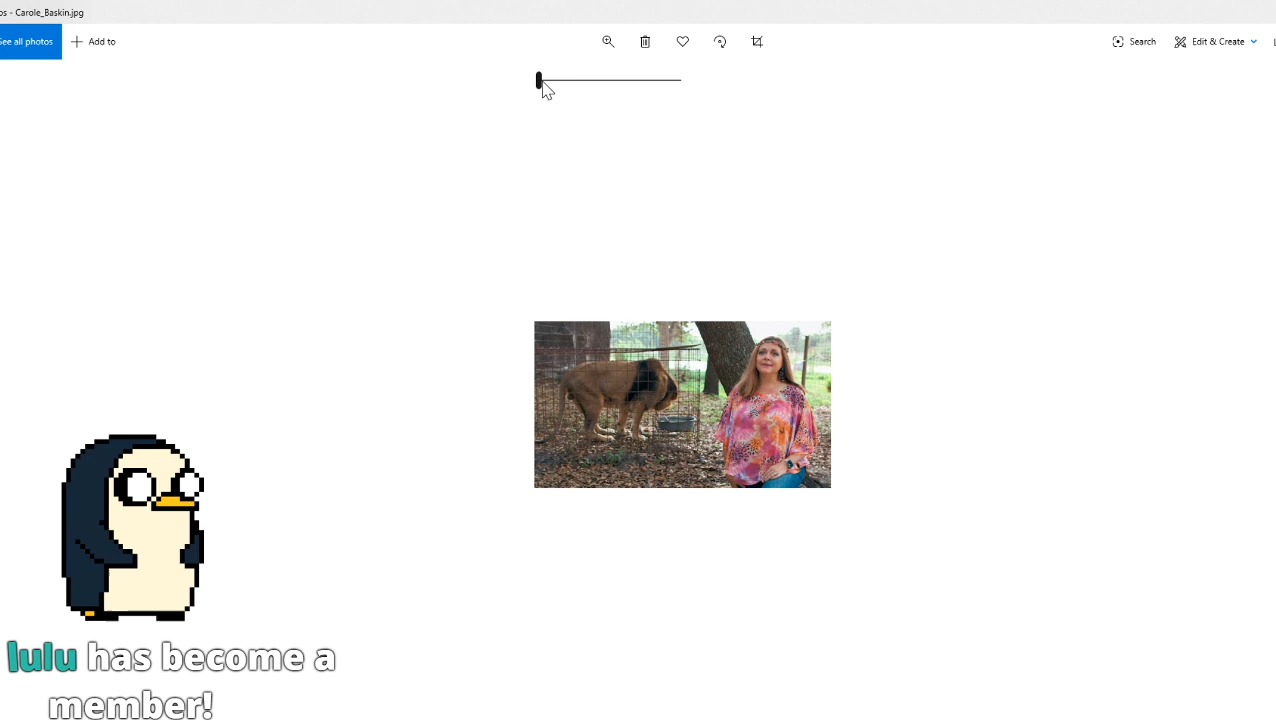 os - Carole_Baskin.jpg
See all photos
Add to
Search
Edit & Create
lulu has become a
member!